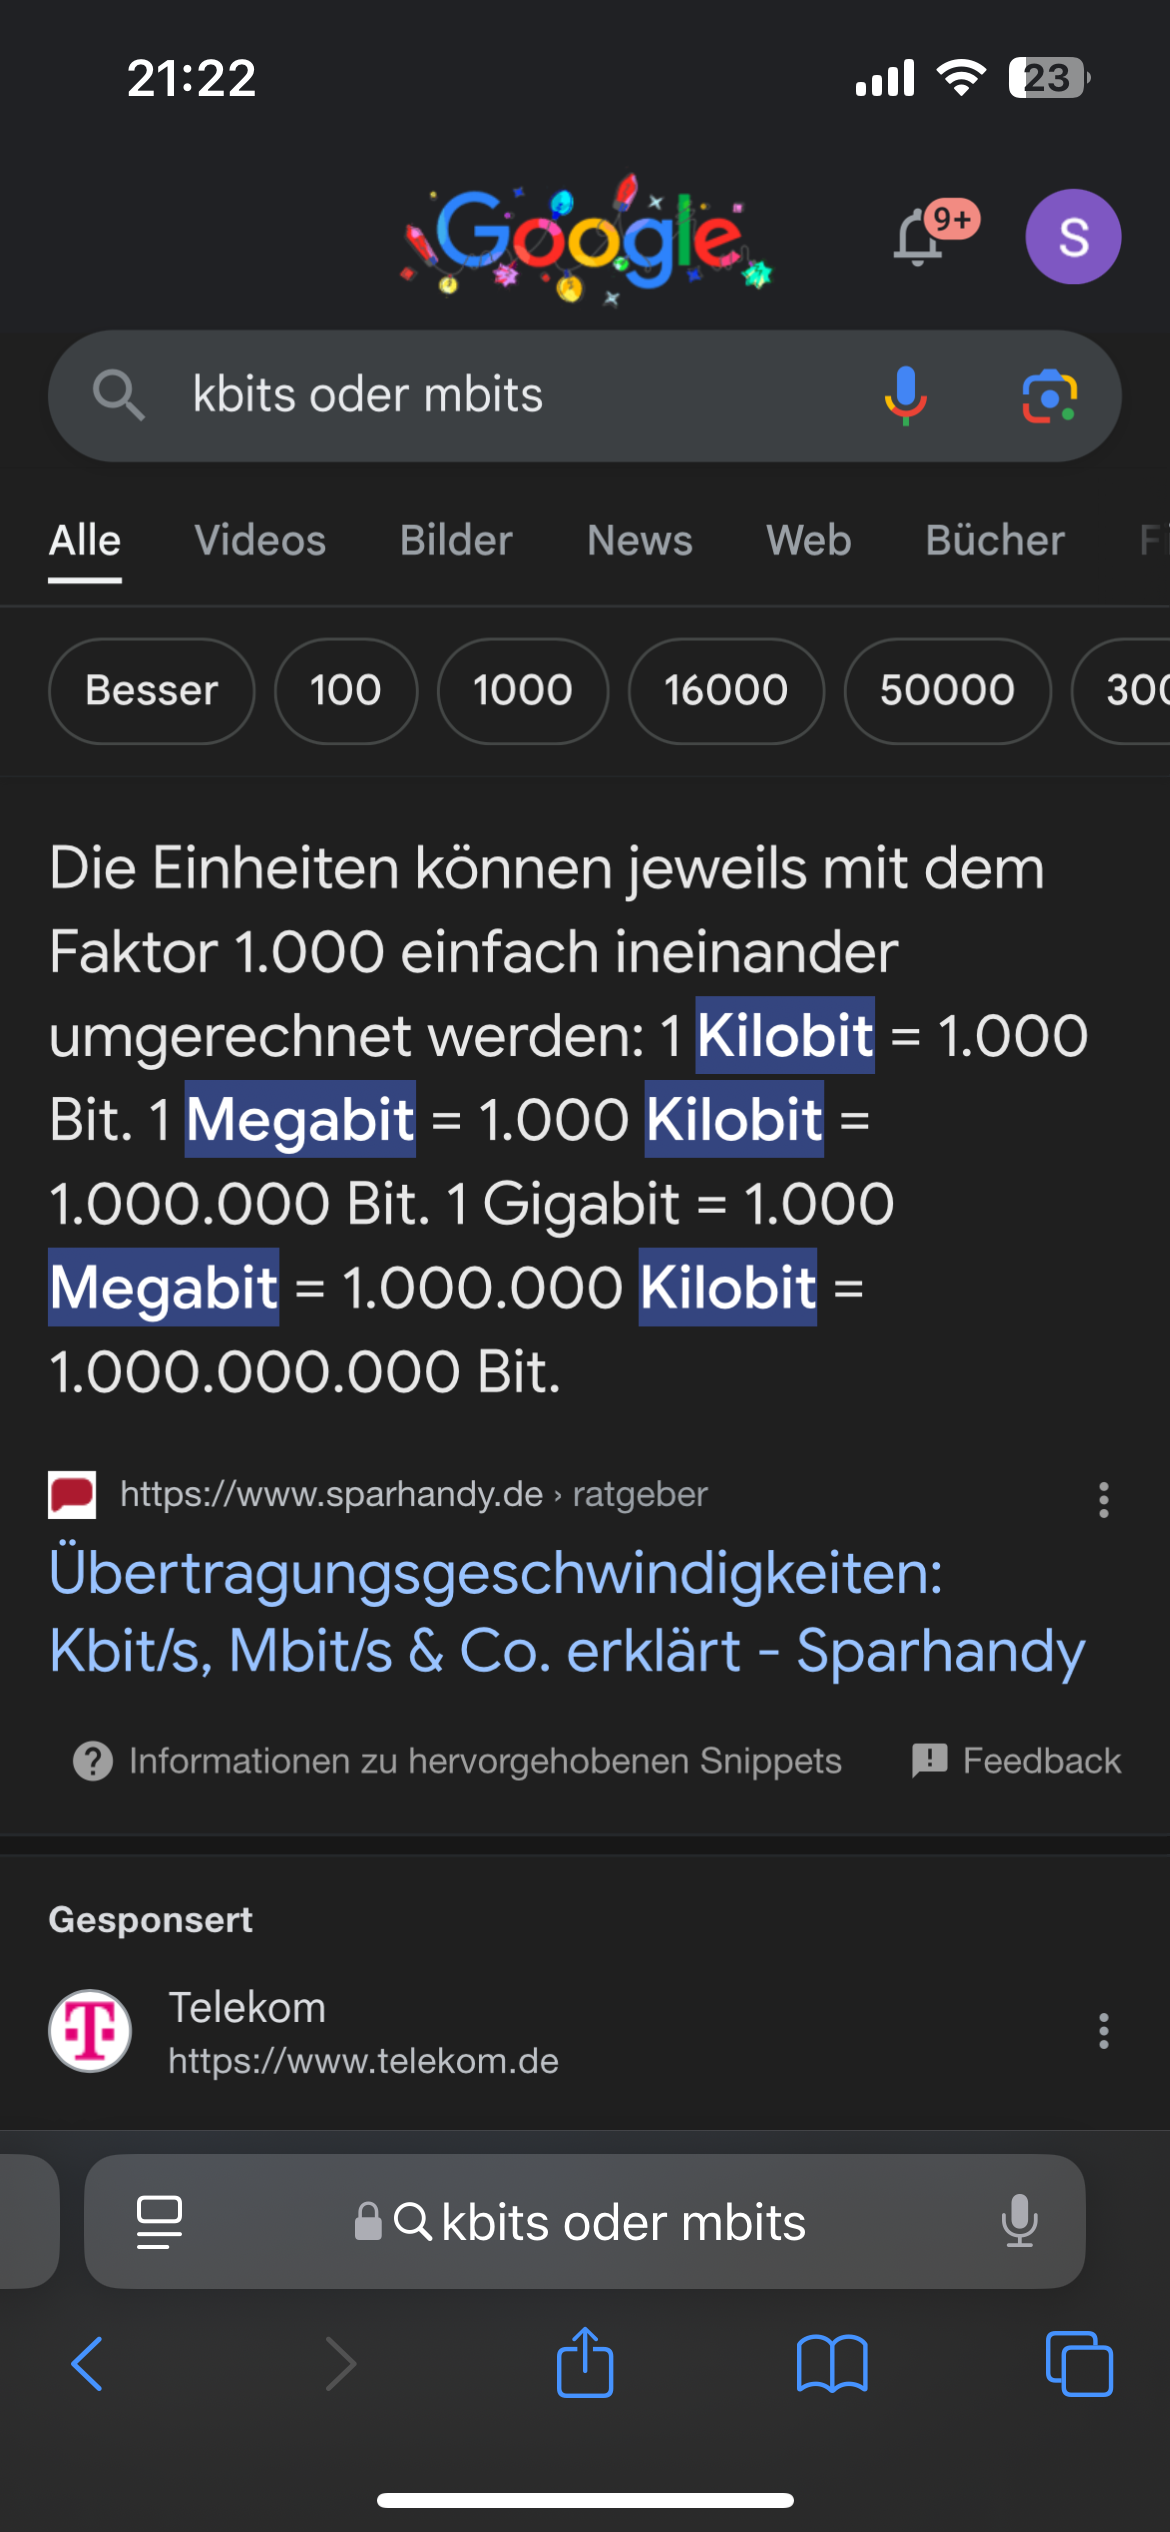 21:22
23
Google
9+
S
kbits oder mbits
Alle Videos Bilder News Web Bücher
Besser 100 1000 16000 50000
Die Einheiten können jeweils mit dem
Faktor 1.000 einfach ineinander
umgerechnet werden: 1 Kilobit = 1.000
Bit. 1 Megabit = 1.000 Kilobit =
1.000.000 Bit. 1 Gigabit = 1.000
Megabit = 1.000.000 Kilobit =
1.000.000.000 Bit.
https://www.sparhandy.de › ratgeber
Übertragungsgeschwindigkeiten:
Kbit/s, Mbit/s & Co. erklärt - Sparhandy
Informationen zu hervorgehobenen Snippets
Feedback
Gesponsert
T
Telekom
https://www.telekom.de
kbits oder mbits